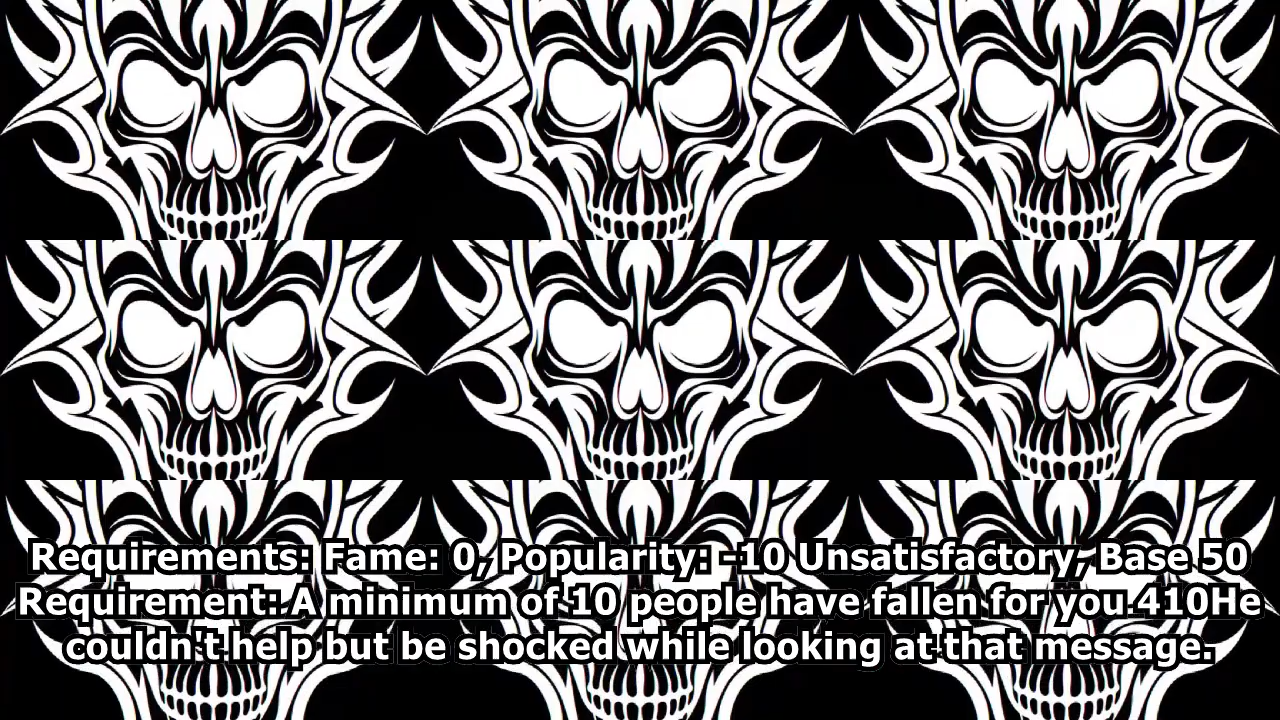 Requirements: Fame: 0, Popularity: -10 Unsatisfactory, Base 50
Requirement: A minimum of 10 people have fallen for you.410He
couldn't help but be shocked while looking at that message.